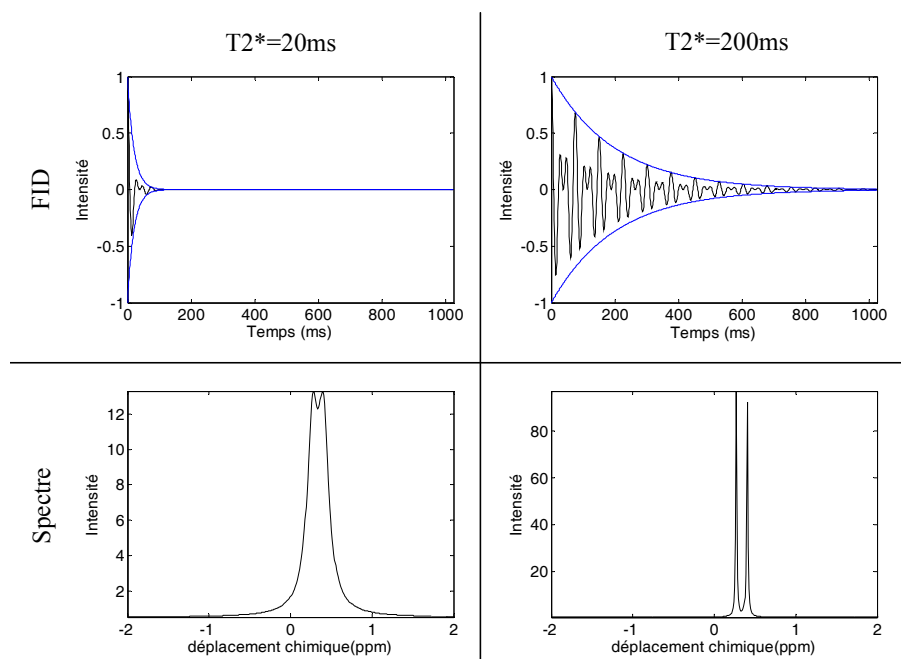 T2*=20ms
T2*=200ms
FID
Intensité
1
0.5
0
-0.5
-1
0 200 400 600 800 1000
Temps (ms)
Intensité
1
0.5
0
-0.5
-1
0 200 400 600 800 1000
Temps (ms)
Spectre
Intensité
12
10
8
6
4
2
-2 -1 0 1 2
déplacement chimique(ppm)
Intensité
80
60
40
20
-2 -1 0 1 2
déplacement chimique(ppm)